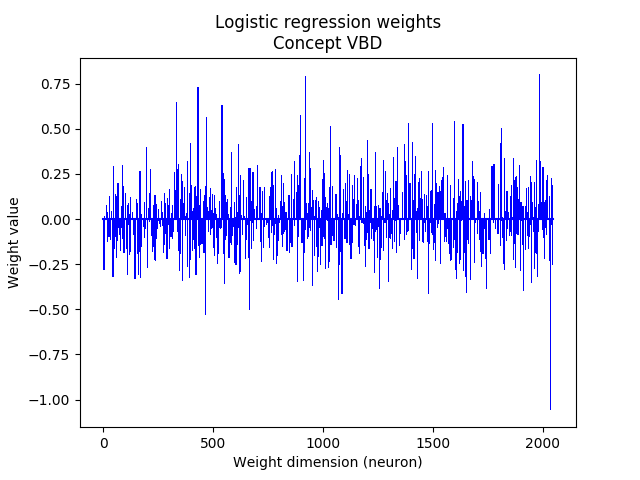 Logistic regression weights
Concept VBD
0.75
0.50
0.25
0.00
−0.25
−0.50
−0.75
−1.00
Weight value
0 500 1000 1500 2000
Weight dimension (neuron)